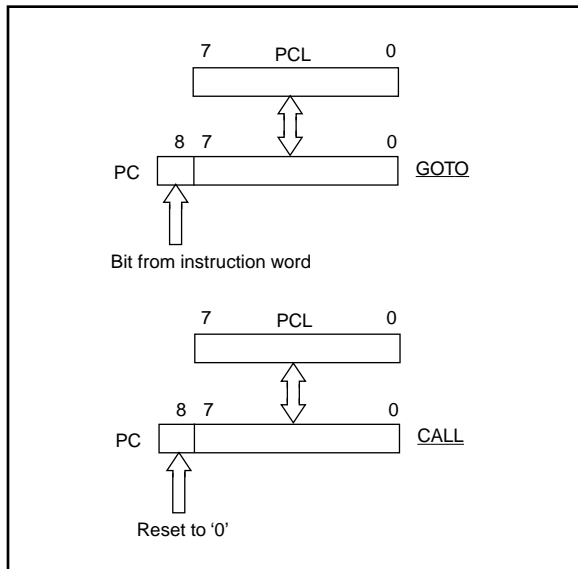 7 PCL 0
8 7 0
PC GOTO
Bit from instruction word
7 0
PCL
8 7 0
PC CALL
Reset to ‘0’